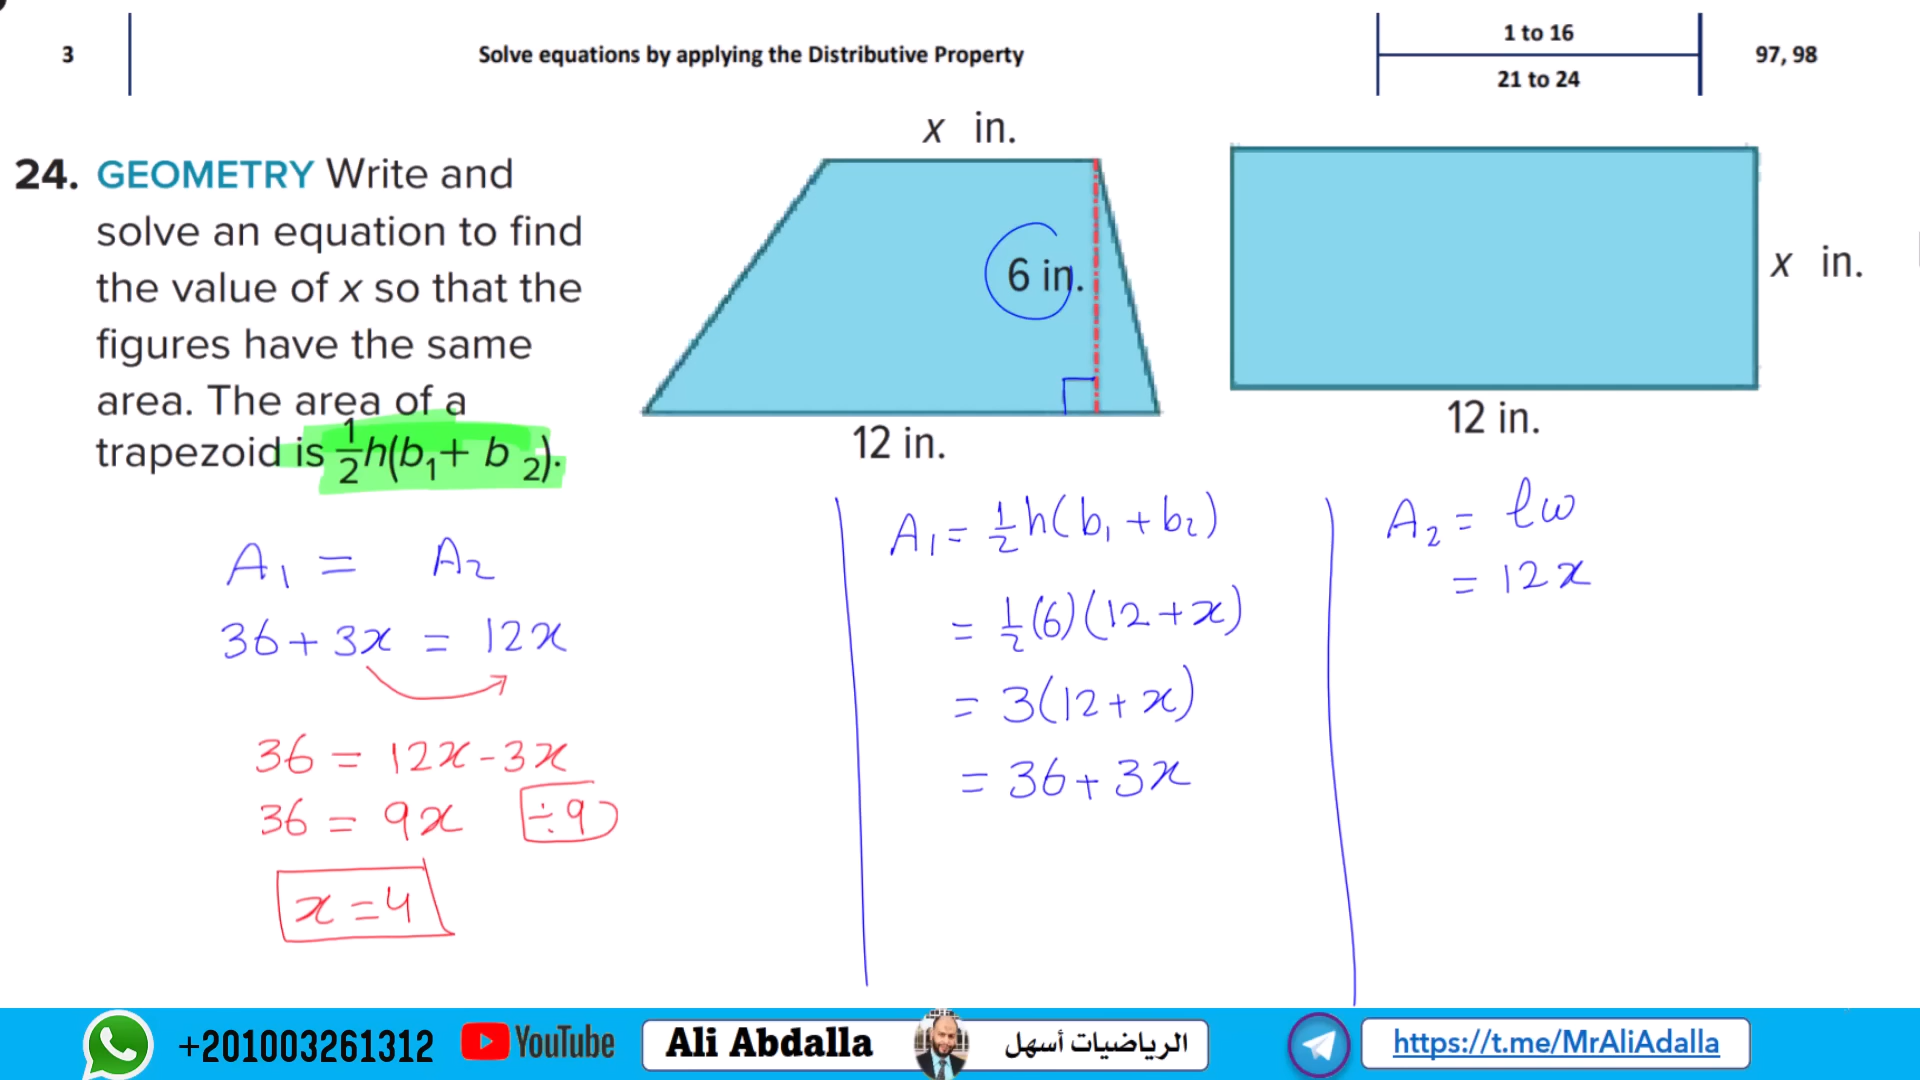 3
Solve equations by applying the Distributive Property
1 to 16
21 to 24
97, 98
24. GEOMETRY Write and
solve an equation to find
the value of x so that the
figures have the same
area. The area of a
trapezoid is 1/2 h(b₁+ b ₂).
x in.
6 in.
12 in.
x in.
12 in.
A₁ = A₂
36 + 3x = 12x
36 = 12x - 3x
36 = 9x ÷9
x = 4
A₁ = 1/2 h(b₁ + b₂)
= 1/2 (6)(12 + x)
= 3(12 + x)
= 36 + 3x
A₂ = lw
= 12x
+201003261312
YouTube
Ali Abdalla
الرياضيات أسهل
https://t.me/MrAliAdalla